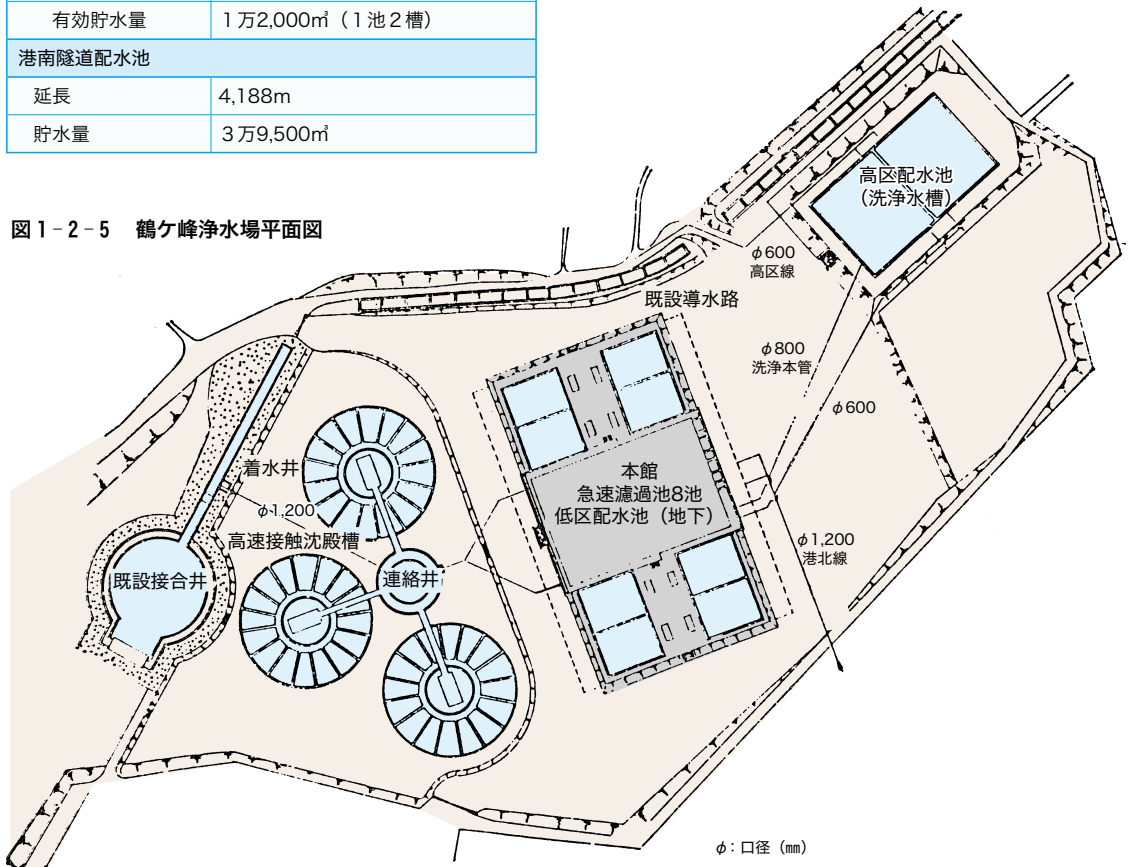 有効貯水量 1万2,000㎥（1池2槽）
港南隧道配水池
延長 4,188m
貯水量 3万9,500㎥
図1-2-5 鶴ケ峰浄水場平面図
高区配水池
（洗浄水槽）
φ600
高区線
既設導水路
φ800
洗浄本管
φ600
本館
急速濾過池8池
低区配水池（地下）
着水井
φ1,200
高速接触沈殿槽
既設接合井
連絡井
φ1,200
港北線
φ：口径（㎜）